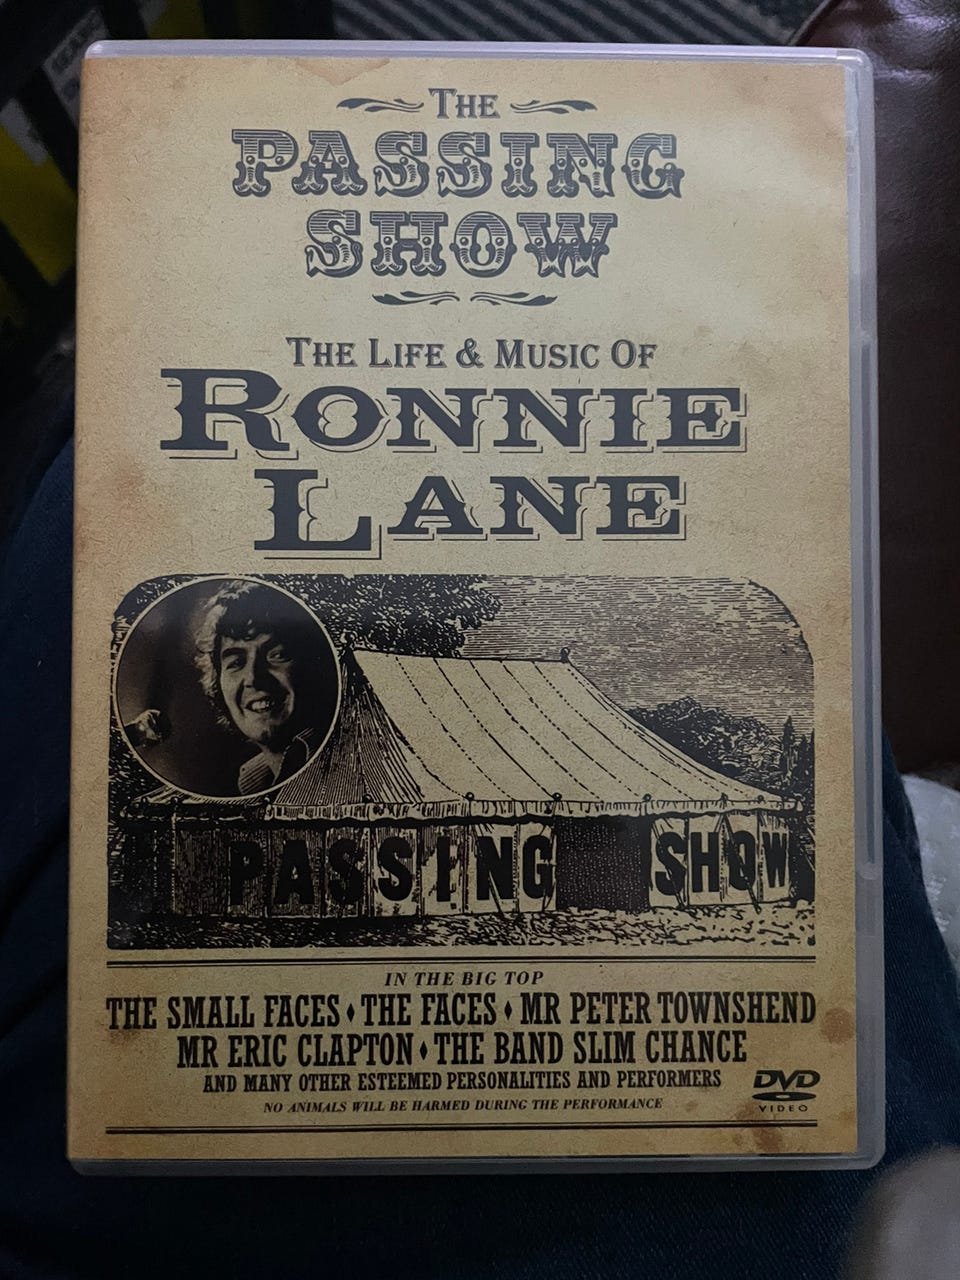 THE
PASSING
SHOW
THE LIFE & MUSIC OF
RONNIE
LANE
PASSING SHOW
IN THE BIG TOP
THE SMALL FACES ♦ THE FACES ♦ MR PETER TOWNSHEND
MR ERIC CLAPTON ♦ THE BAND SLIM CHANCE
AND MANY OTHER ESTEEMED PERSONALITIES AND PERFORMERS
NO ANIMALS WILL BE HARMED DURING THE PERFORMANCE
DVD
VIDEO